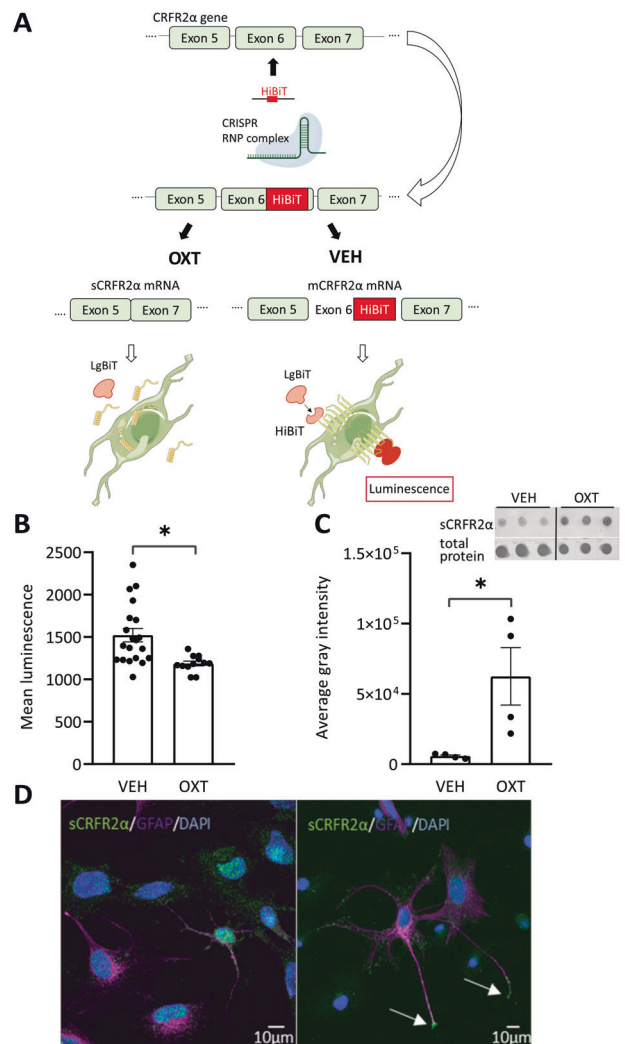 A
CRFR2α gene
.... Exon 5 Exon 6 Exon 7 ....
HiBiT
CRISPR
RNP complex
.... Exon 5 Exon 6 HiBiT Exon 7 ....
OXT VEH
sCRFR2α mRNA mCRFR2α mRNA
.... Exon 5 Exon 7 .... .... Exon 5 Exon 6 HiBiT Exon 7 ....
LgBiT LgBiT
HiBiT
Luminescence
B
Mean luminescence
2500
2000
1500
1000
500
0
*
VEH OXT
C
VEH OXT
sCRFR2α
total
protein
Average gray intensity
1.5×10⁵
1×10⁵
5×10⁴
0
*
VEH OXT
D
sCRFR2α/GFAP/DAPI sCRFR2α/GFAP/DAPI
10µm 10µm